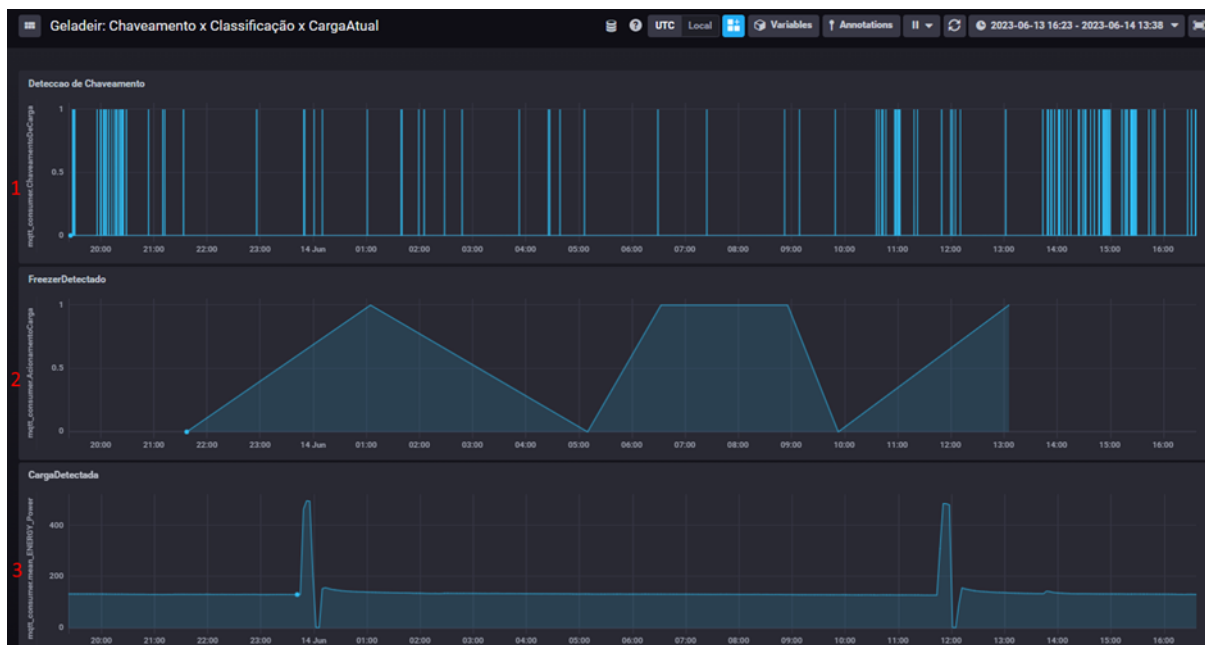 Geladeir: Chaveamento x Classificação x CargaAtual
UTC Local Variables Annotations 2023-06-13 16:23 - 2023-06-14 13:38
Deteccao de Chaveamento
mqtt_consumer.ChaveamentoDeCarga
1
0.5
0
1
20:00 21:00 22:00 23:00 14 Jun 01:00 02:00 03:00 04:00 05:00 06:00 07:00 08:00 09:00 10:00 11:00 12:00 13:00 14:00 15:00 16:00
FreezerDetectado
mqtt_consumer.AcionamentoCarga
1
0.5
0
2
20:00 21:00 22:00 23:00 14 Jun 01:00 02:00 03:00 04:00 05:00 06:00 07:00 08:00 09:00 10:00 11:00 12:00 13:00 14:00 15:00 16:00
CargaDetectada
mqtt_consumer.mean_ENERGY_Power
400
200
0
3
20:00 21:00 22:00 23:00 14 Jun 01:00 02:00 03:00 04:00 05:00 06:00 07:00 08:00 09:00 10:00 11:00 12:00 13:00 14:00 15:00 16:00